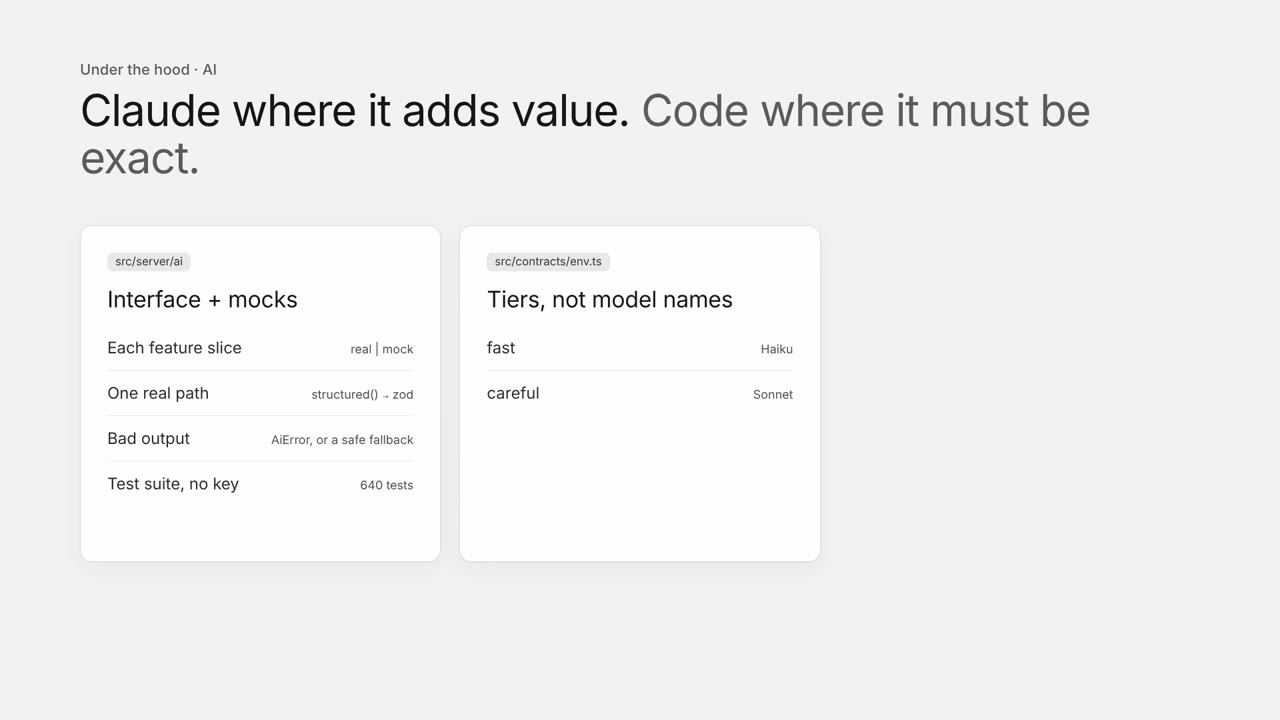 Under the hood · AI
Claude where it adds value. Code where it must be
exact.
src/server/ai
Interface + mocks
Each feature slice real | mock
One real path structured() → zod
Bad output AiError, or a safe fallback
Test suite, no key 640 tests
src/contracts/env.ts
Tiers, not model names
fast Haiku
careful Sonnet